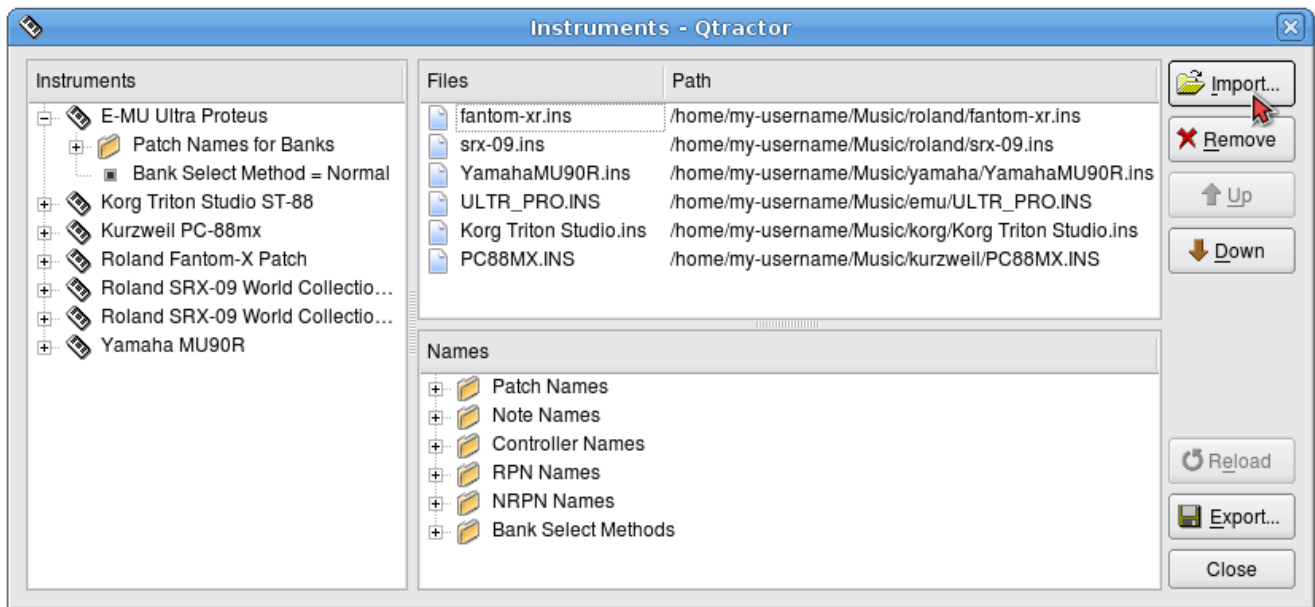 Instruments - Qtractor
Instruments
E-MU Ultra Proteus
Patch Names for Banks
Bank Select Method = Normal
Korg Triton Studio ST-88
Kurzweil PC-88mx
Roland Fantom-X Patch
Roland SRX-09 World Collectio...
Roland SRX-09 World Collectio...
Yamaha MU90R
Files Path
fantom-xr.ins /home/my-username/Music/roland/fantom-xr.ins
srx-09.ins /home/my-username/Music/roland/srx-09.ins
YamahaMU90R.ins /home/my-username/Music/yamaha/YamahaMU90R.ins
ULTR_PRO.INS /home/my-username/Music/emu/ULTR_PRO.INS
Korg Triton Studio.ins /home/my-username/Music/korg/Korg Triton Studio.ins
PC88MX.INS /home/my-username/Music/kurzweil/PC88MX.INS
Names
Patch Names
Note Names
Controller Names
RPN Names
NRPN Names
Bank Select Methods
Import...
Remove
Up
Down
Reload
Export...
Close